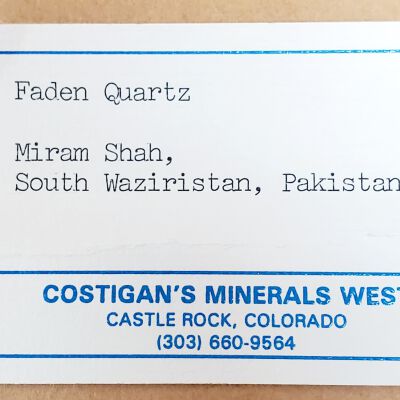 Faden Quartz
Miram Shah,
South Waziristan, Pakistan
COSTIGAN'S MINERALS WEST
CASTLE ROCK, COLORADO
(303) 660-9564